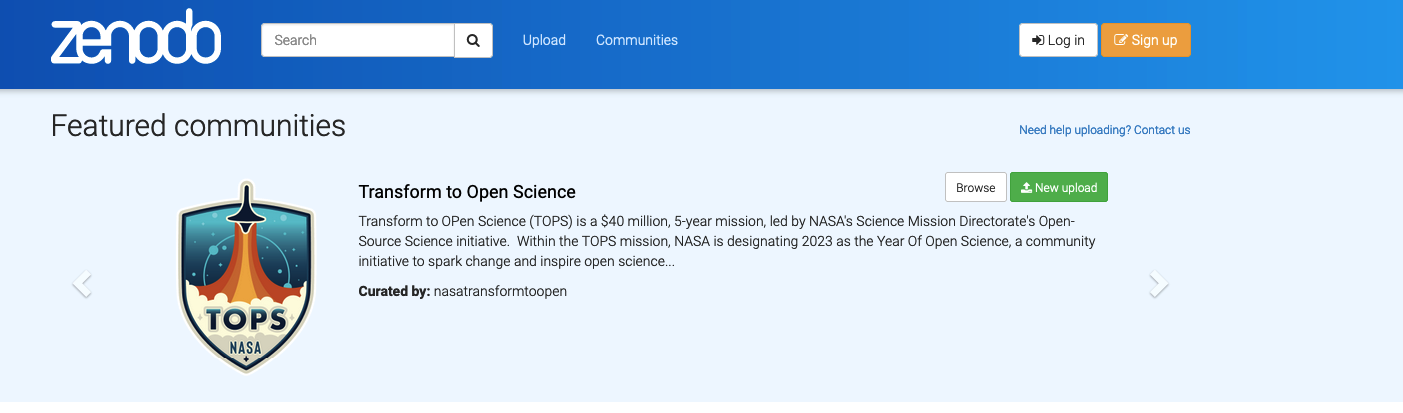 zenodo
Search
Upload
Communities
Log in
Sign up
Featured communities
Need help uploading? Contact us
Transform to Open Science
Browse
New upload
Transform to OPen Science (TOPS) is a $40 million, 5-year mission, led by NASA's Science Mission Directorate's Open-
Source Science initiative.  Within the TOPS mission, NASA is designating 2023 as the Year Of Open Science, a community
initiative to spark change and inspire open science...
Curated by: nasatransformtoopen
TOPS
NASA